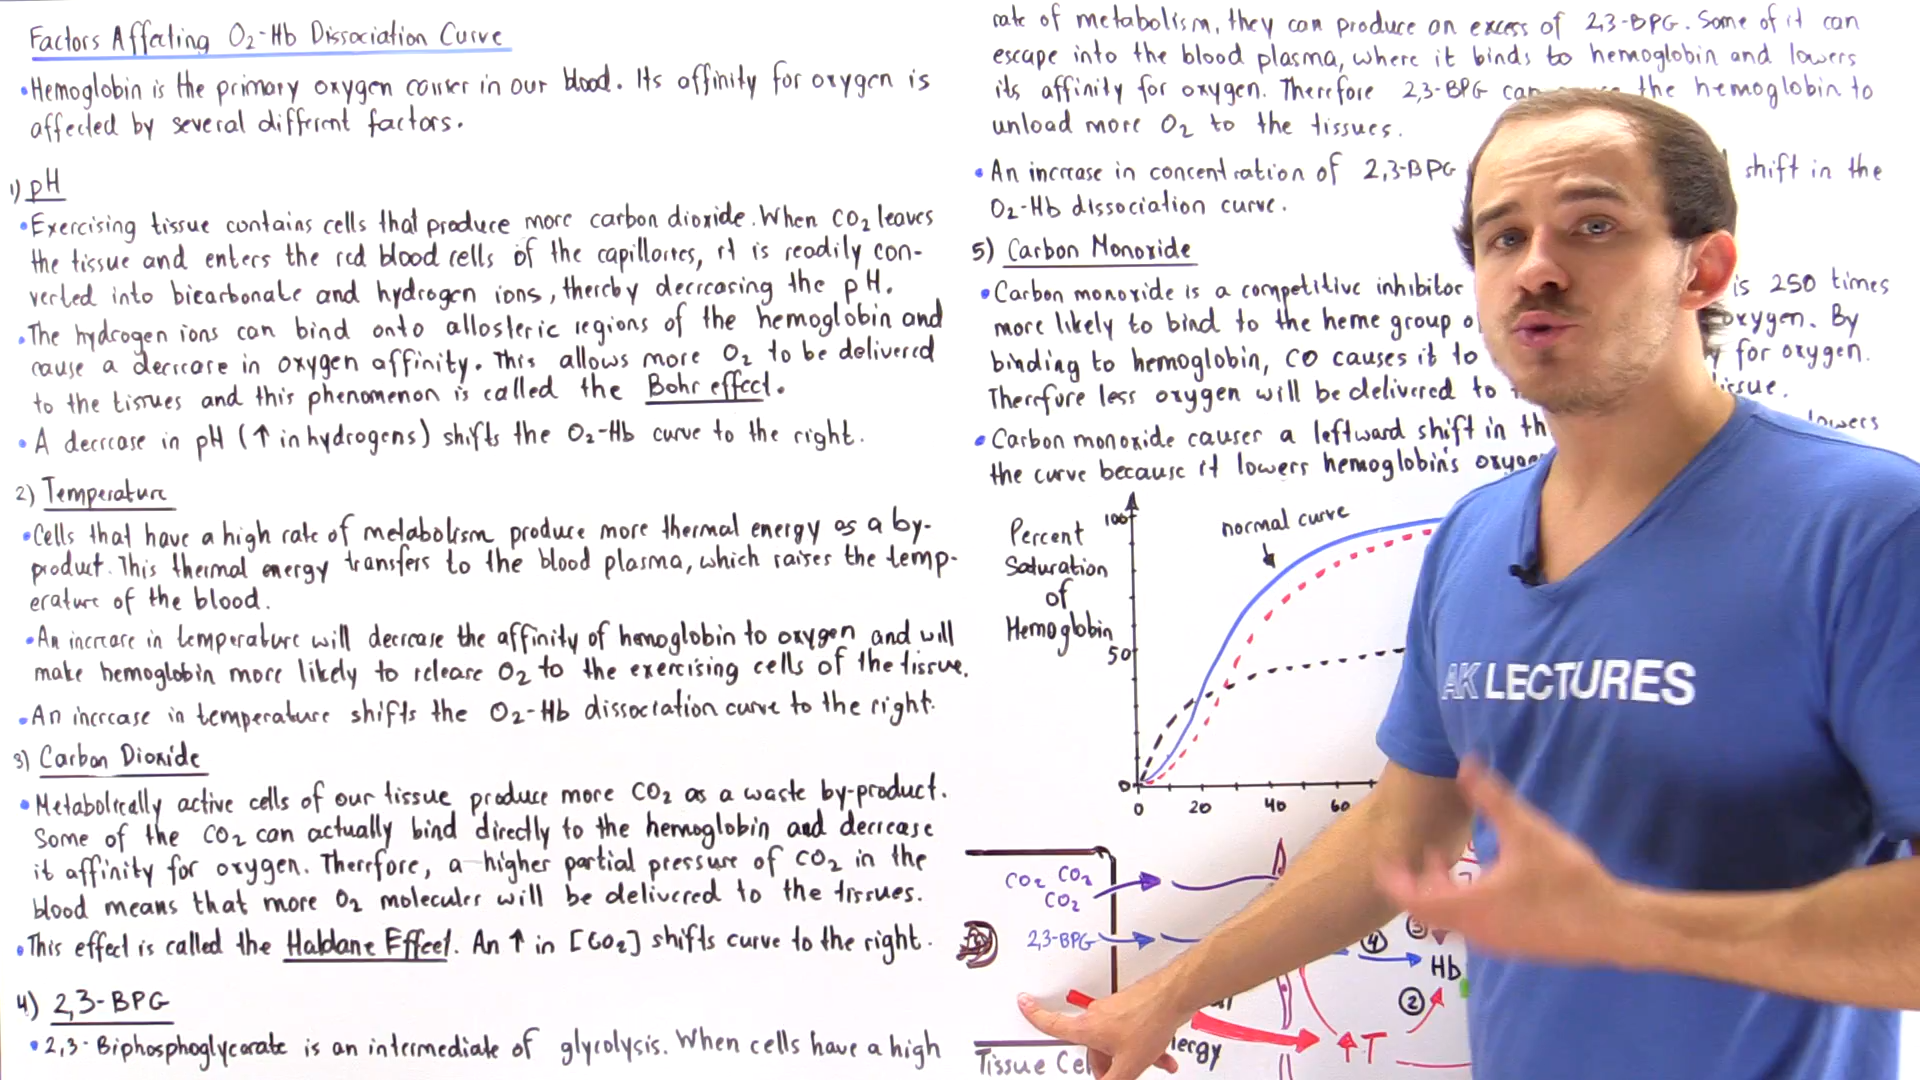 Factors Affecting O2-Hb Dissociation Curve
•Hemoglobin is the primary oxygen carrier in our blood. Its affinity for oxygen is
affected by several different factors.
1) pH
•Exercising tissue contains cells that produce more carbon dioxide. When CO2 leaves
the tissue and enters the red blood cells of the capillaries, it is readily con-
verted into bicarbonate and hydrogen ions, thereby decreasing the pH.
•The hydrogen ions can bind onto allosteric regions of the hemoglobin and
cause a decrease in oxygen affinity. This allows more O2 to be delivered
to the tissues and this phenomenon is called the Bohr effect.
•A decrease in pH (↑ in hydrogens) shifts the O2-Hb curve to the right.
2) Temperature
•Cells that have a high rate of metabolism produce more thermal energy as a by-
product. This thermal energy transfers to the blood plasma, which raises the temp-
erature of the blood.
•An increase in temperature will decrease the affinity of hemoglobin to oxygen and will
make hemoglobin more likely to release O2 to the exercising cells of the tissue.
•An increase in temperature shifts the O2-Hb dissociation curve to the right.
3) Carbon Dioxide
•Metabolically active cells of our tissue produce more CO2 as a waste by-product.
Some of the CO2 can actually bind directly to the hemoglobin and decrease
it affinity for oxygen. Therefore, a higher partial pressure of CO2 in the
blood means that more O2 molecules will be delivered to the tissues.
•This effect is called the Haldane Effect. An ↑ in [CO2] shifts curve to the right.
4) 2,3-BPG
•2,3-Biphosphoglycerate is an intermediate of glycolysis. When cells have a high
rate of metabolism, they can produce an excess of 2,3-BPG. Some of it can
escape into the blood plasma, where it binds to hemoglobin and lowers
its affinity for oxygen. Therefore 2,3-BPG can the hemoglobin to
unload more O2 to the tissues.
•An increase in concentration of 2,3-BPG shift in the
O2-Hb dissociation curve.
5) Carbon Monoxide
•Carbon monoxide is a competitive inhibitor is 250 times
more likely to bind to the heme group oxygen. By
binding to hemoglobin, CO causes it to for oxygen.
Therefore less oxygen will be delivered to tissue.
•Carbon monoxide causes a leftward shift in lowers
the curve because it lowers hemoglobin's
Percent
Saturation
of
Hemoglobin
100
50
0
normal curve
0 20 40 60
CO2 CO2
CO2
2,3-BPG
4
3
Hb
2
↑T
Tissue
AK LECTURES